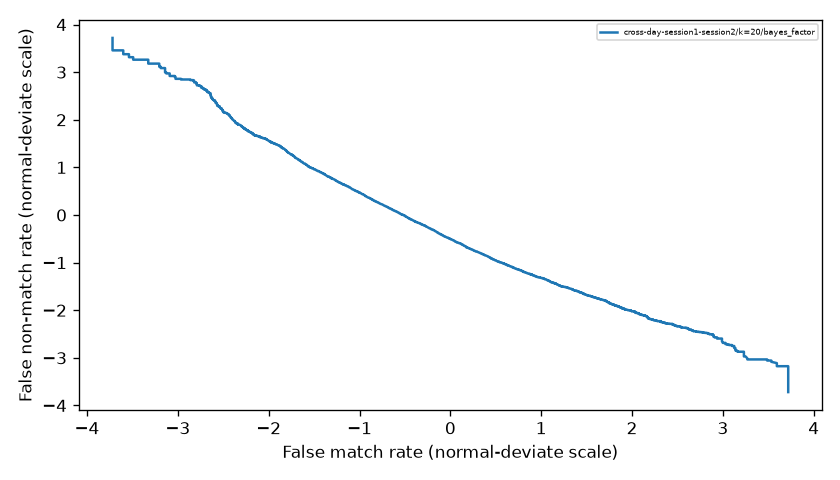 cross-day-session1-session2/k=20/bayes_factor
4
3
2
1
0
−1
−2
−3
−4
False non-match rate (normal-deviate scale)
−4 −3 −2 −1 0 1 2 3 4
False match rate (normal-deviate scale)